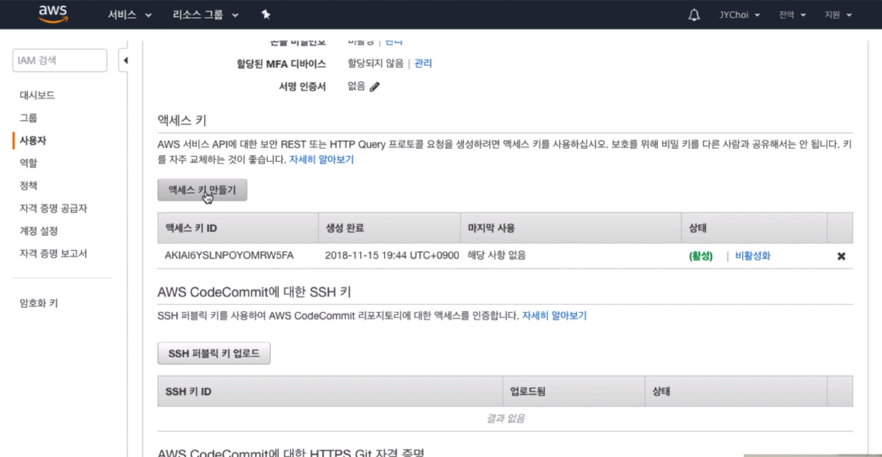 aws
서비스
리소스 그룹
JYChoi
전역
지원
IAM 검색
대시보드
그룹
사용자
역할
정책
자격 증명 공급자
계정 설정
자격 증명 보고서
암호화 키
콘솔 비밀번호 비활성 | 관리
할당된 MFA 디바이스 할당되지 않음 | 관리
서명 인증서 없음
액세스 키
AWS 서비스 API에 대한 보안 REST 또는 HTTP Query 프로토콜 요청을 생성하려면 액세스 키를 사용하십시오. 보호를 위해 비밀 키를 다른 사람과 공유해서는 안 됩니다. 키
를 자주 교체하는 것이 좋습니다. 자세히 알아보기
액세스 키 만들기
액세스 키 ID 생성 완료 마지막 사용 상태
AKIAI6YSLNPOYOMRW5FA 2018-11-15 19:44 UTC+0900 해당 사항 없음 (활성) | 비활성화
AWS CodeCommit에 대한 SSH 키
SSH 퍼블릭 키를 사용하여 AWS CodeCommit 리포지토리에 대한 액세스를 인증합니다. 자세히 알아보기
SSH 퍼블릭 키 업로드
SSH 키 ID 업로드됨 상태
결과 없음
AWS CodeCommit에 대한 HTTPS Git 자격 증명